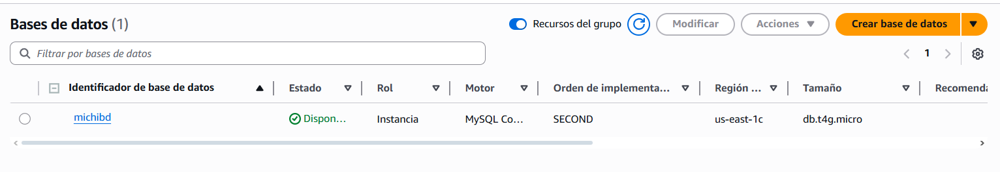 Bases de datos (1) Recursos del grupo Modificar Acciones Crear base de datos
Filtrar por bases de datos 1
Identificador de base de datos Estado Rol Motor Orden de implementa... Región ... Tamaño Recomenda
michibd Dispon... Instancia MySQL Co... SECOND us-east-1c db.t4g.micro